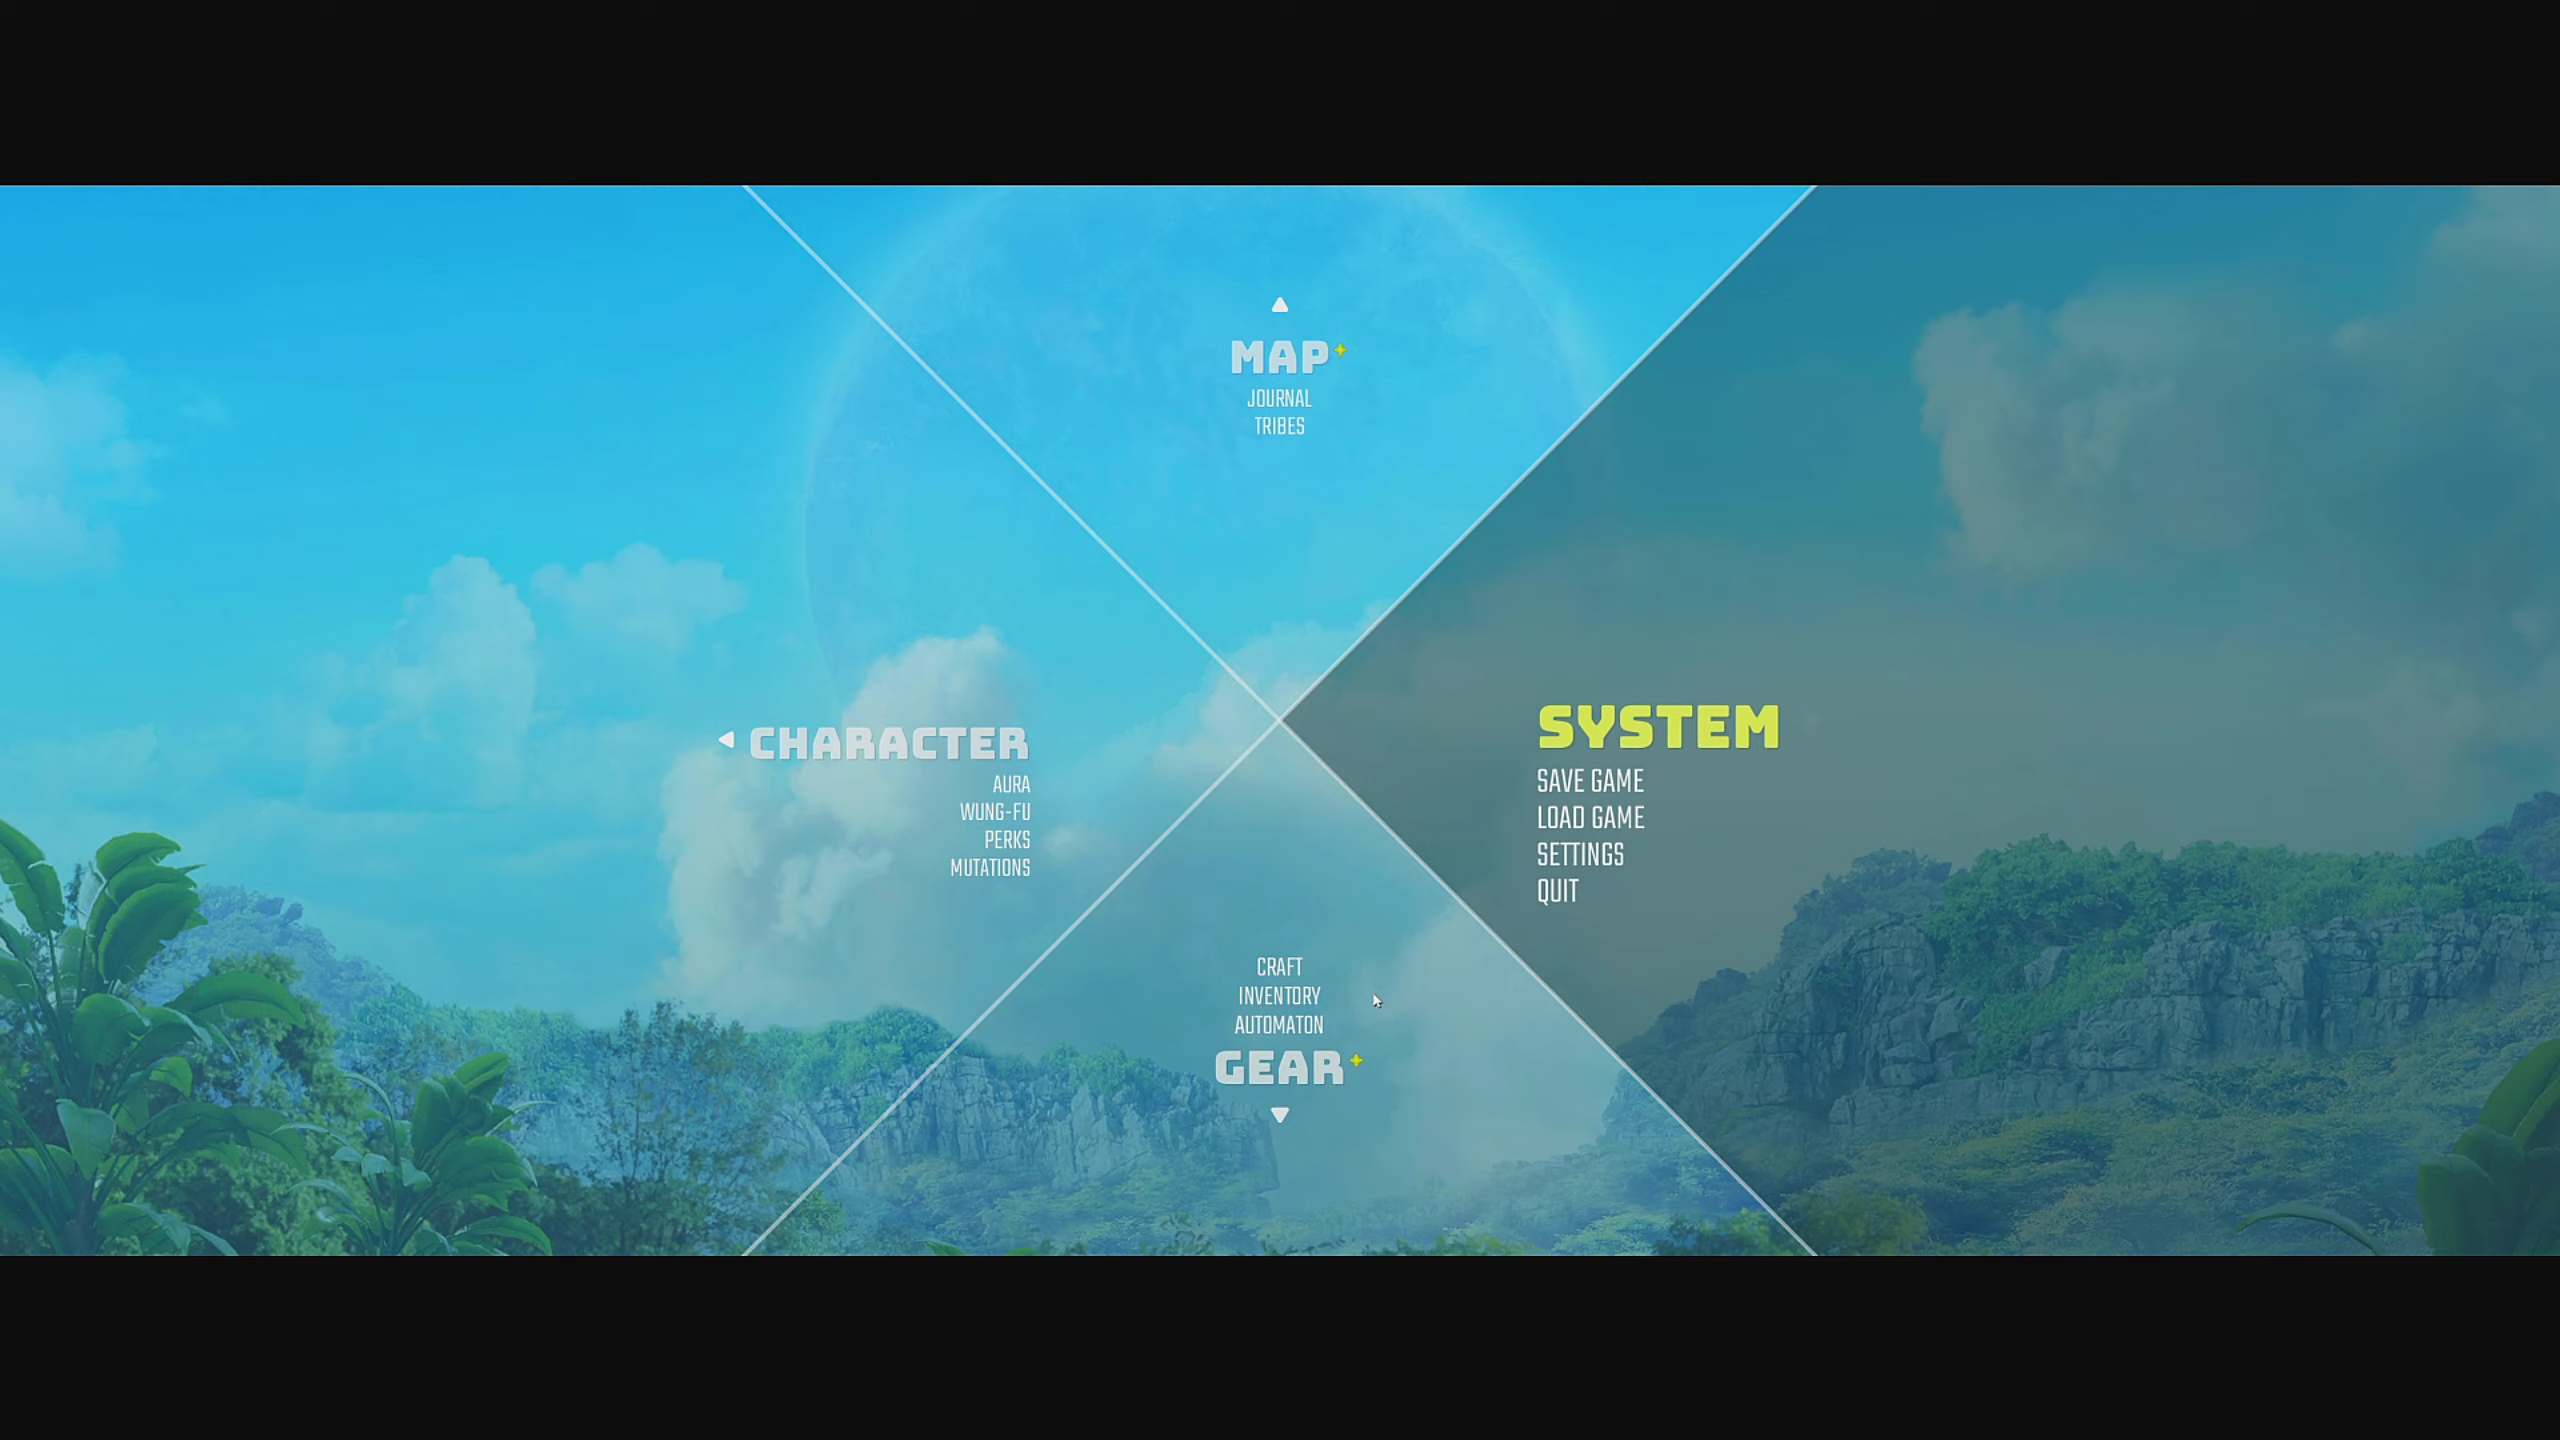 MAP
JOURNAL
TRIBES
CHARACTER
AURA
WUNG-FU
PERKS
MUTATIONS
SYSTEM
SAVE GAME
LOAD GAME
SETTINGS
QUIT
CRAFT
INVENTORY
AUTOMATON
GEAR